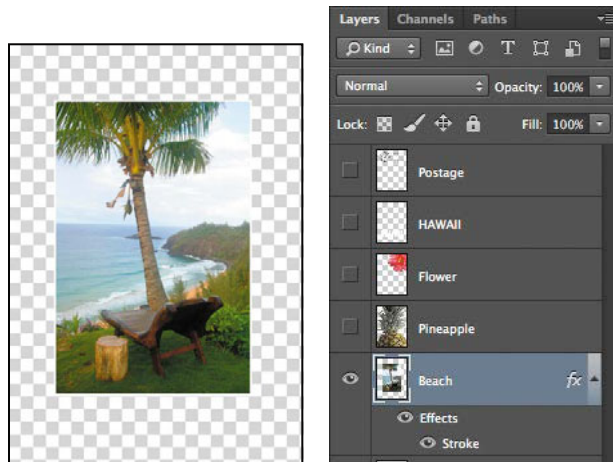 Layers Channels Paths
Kind
Normal Opacity: 100%
Lock: Fill: 100%
Postage
HAWAII
Flower
Pineapple
Beach fx
Effects
Stroke